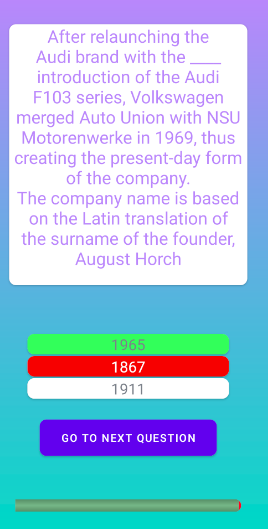 After relaunching the
Audi brand with the ____
introduction of the Audi
F103 series, Volkswagen
merged Auto Union with NSU
Motorenwerke in 1969, thus
creating the present-day form
of the company.
The company name is based
on the Latin translation of
the surname of the founder,
August Horch
1965
1867
1911
GO TO NEXT QUESTION